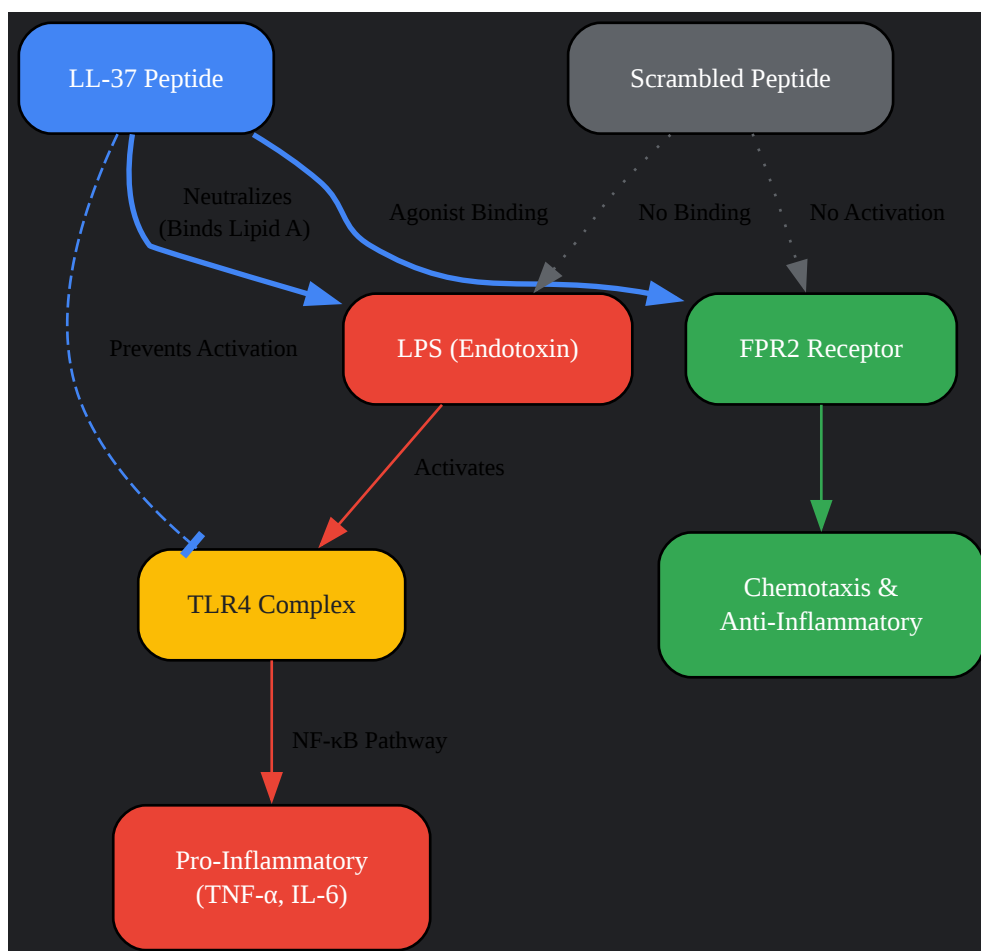 LL-37 Peptide
Scrambled Peptide
Neutralizes
(Binds Lipid A)
Agonist Binding
No Binding
No Activation
Prevents Activation
LPS (Endotoxin)
FPR2 Receptor
Activates
TLR4 Complex
Chemotaxis &
Anti-Inflammatory
NF-κB Pathway
Pro-Inflammatory
(TNF-α, IL-6)